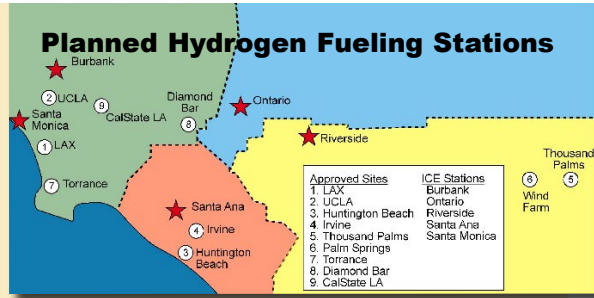 Planned Hydrogen Fueling Stations
Burbank
2 UCLA
9
CalState LA
Diamond
Bar
8
Ontario
Santa
Monica
1 LAX
Riverside
7 Torrance
Santa Ana
4 Irvine
3 Huntington
Beach
Approved Sites
1. LAX
2. UCLA
3. Huntington Beach
4. Irvine
5. Thousand Palms
6. Palm Springs
7. Torrance
8. Diamond Bar
9. CalState LA
ICE Stations
Burbank
Ontario
Riverside
Santa Ana
Santa Monica
Thousand
Palms
6 5
Wind
Farm